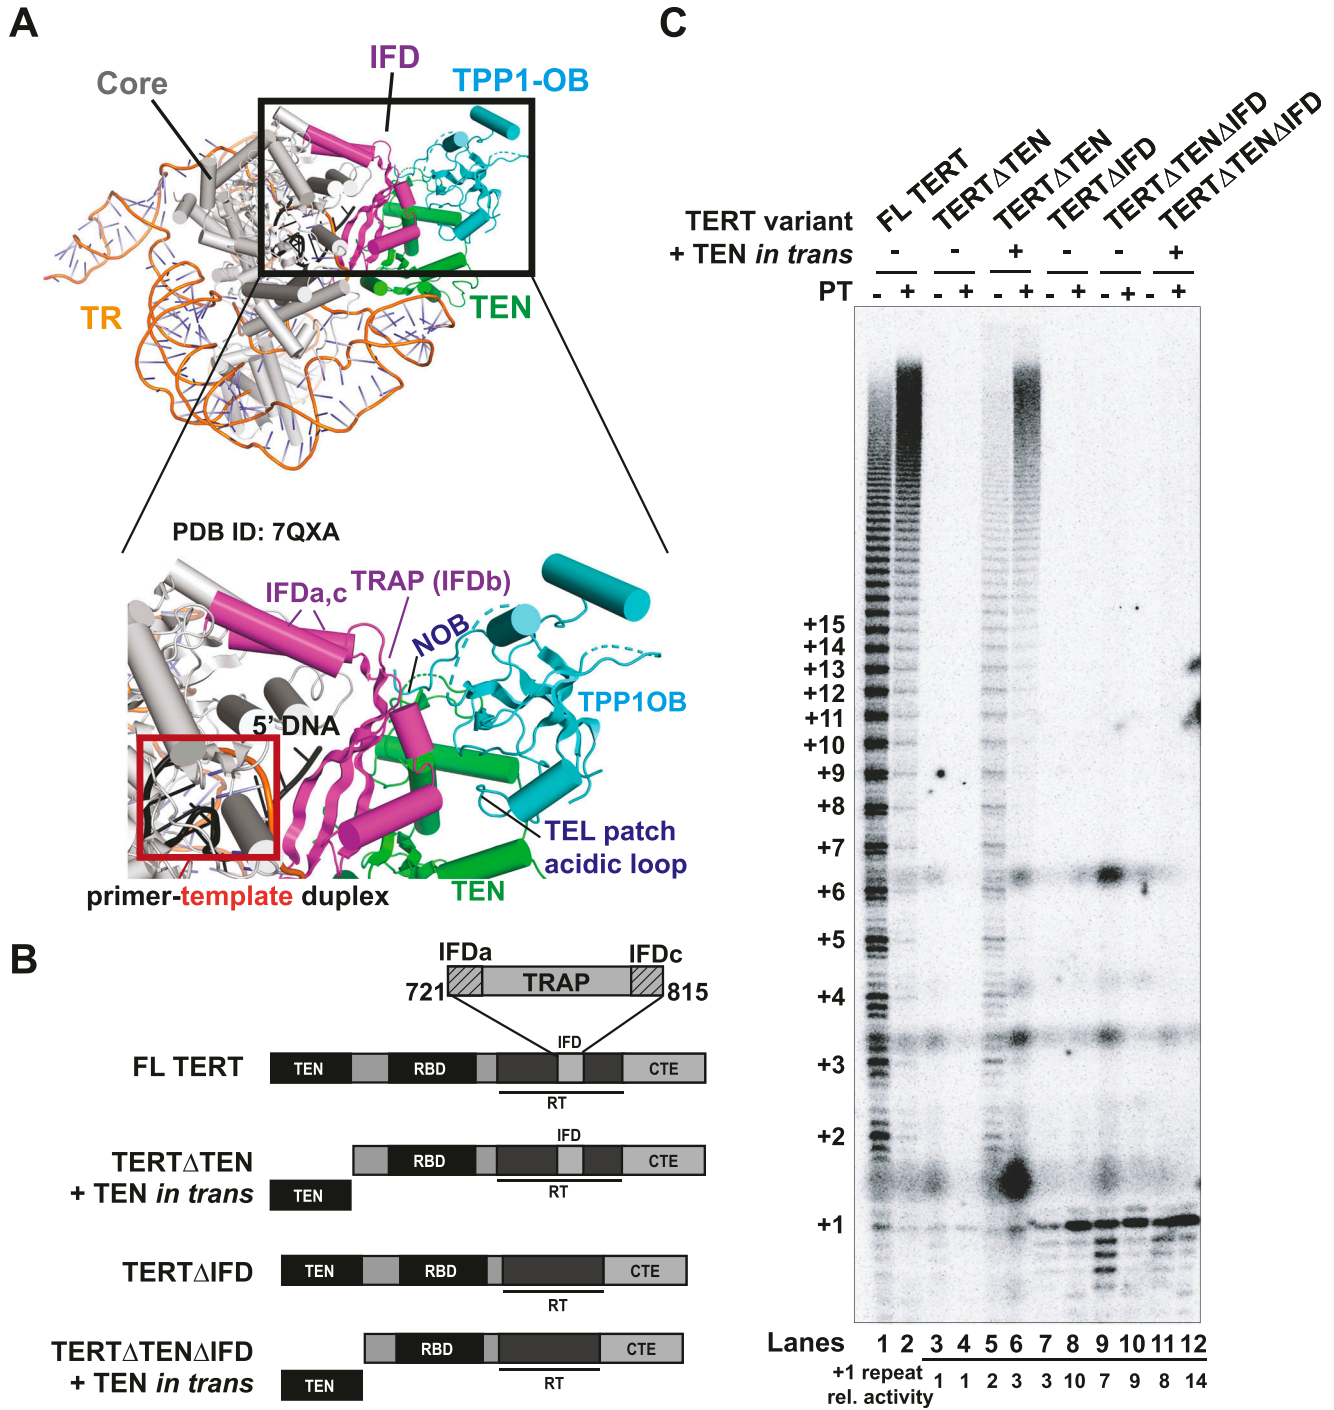 A
Core
IFD
TPP1-OB
TR
TEN
PDB ID: 7QXA
IFDa,c
TRAP (IFDb)
NOB
5’ DNA
TPP1OB
TEL patch
acidic loop
TEN
primer-template duplex
B
IFDa
IFDc
721
TRAP
815
IFD
FL TERT
TEN
RBD
CTE
RT
IFD
TERTΔTEN
+ TEN in trans
RBD
CTE
TEN
RT
TERTΔIFD
TEN
RBD
CTE
RT
TERTΔTENΔIFD
+ TEN in trans
RBD
CTE
TEN
RT
C
TERT variant
FL TERT
TERTΔTEN
TERTΔTEN
TERTΔIFD
TERTΔTENΔIFD
TERTΔTENΔIFD
+ TEN in trans - - + - - +
PT - + - + - + - + - + - +
+15
+14
+13
+12
+11
+10
+9
+8
+7
+6
+5
+4
+3
+2
+1
Lanes 1 2 3 4 5 6 7 8 9 10 11 12
+1 repeat
rel. activity
1 1 2 3 3 10 7 9 8 14